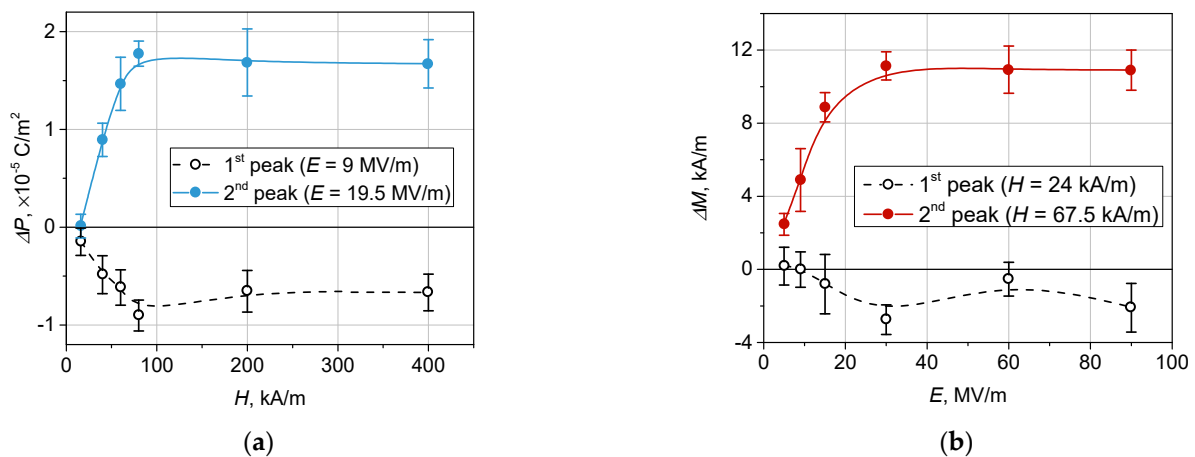 2
1
0
-1
ΔP, ×10⁻⁵ C/m²
1st peak (E = 9 MV/m)
2nd peak (E = 19.5 MV/m)
0 100 200 300 400
H, kA/m
(a)
12
8
4
0
-4
ΔM, kA/m
1st peak (H = 24 kA/m)
2nd peak (H = 67.5 kA/m)
0 20 40 60 80 100
E, MV/m
(b)